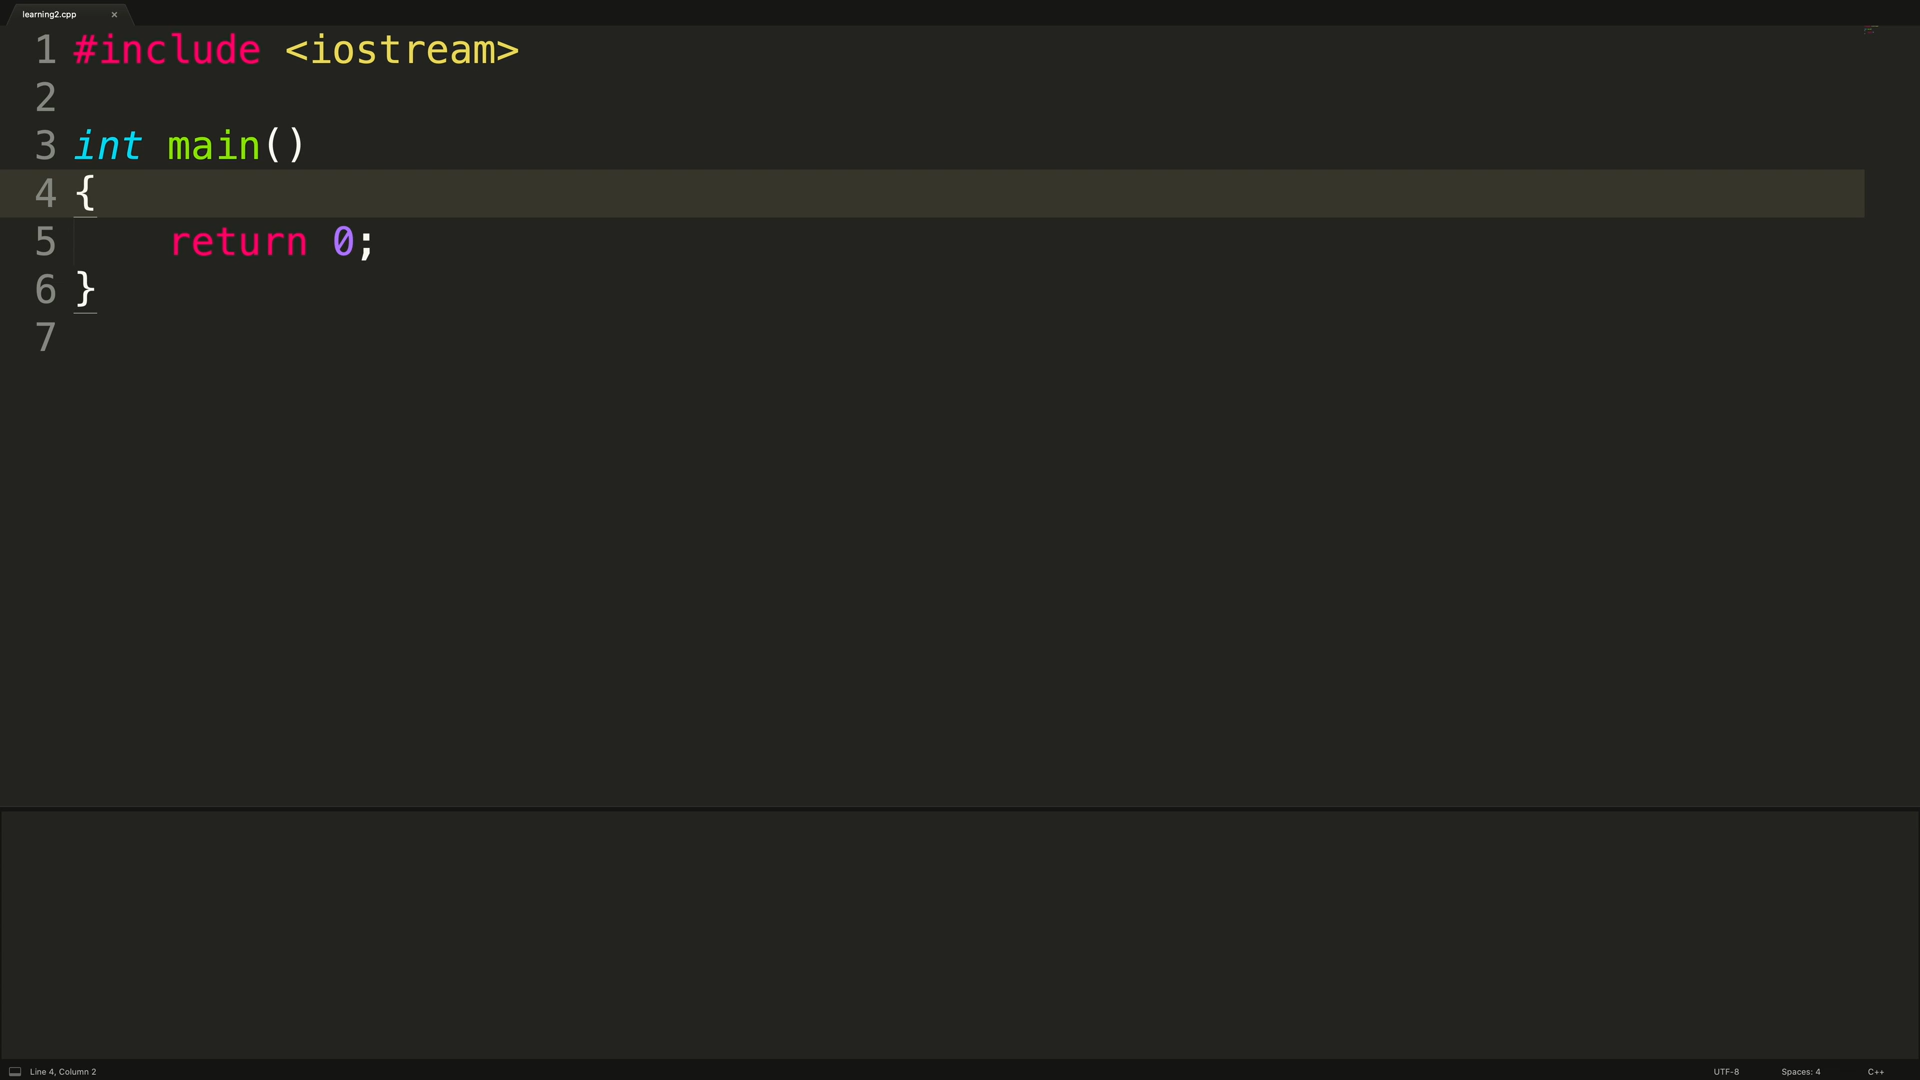 learning2.cpp ×
1 #include <iostream>
2
3 int main()
4 {
5     return 0;
6 }
7
Line 4, Column 2 UTF-8 Spaces: 4 C++